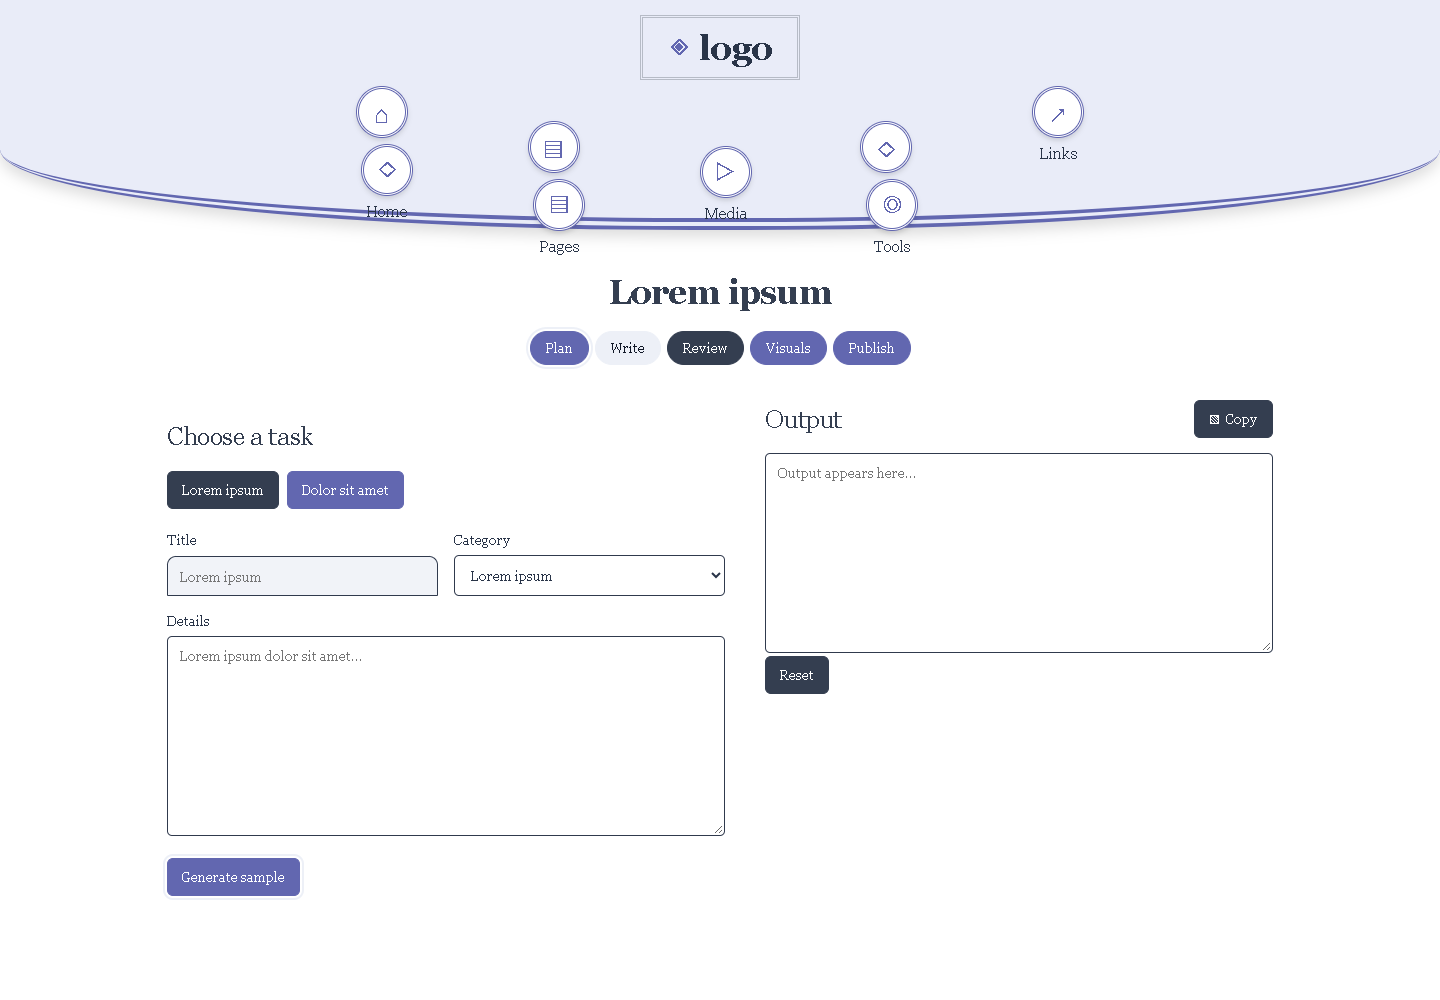 logo
Links
Home
Media
Pages
Tools
Lorem ipsum
Plan
Write
Review
Visuals
Publish
Choose a task
Lorem ipsum
Dolor sit amet
Title
Category
Lorem ipsum
Lorem ipsum
Details
Lorem ipsum dolor sit amet...
Generate sample
Output
Copy
Output appears here...
Reset